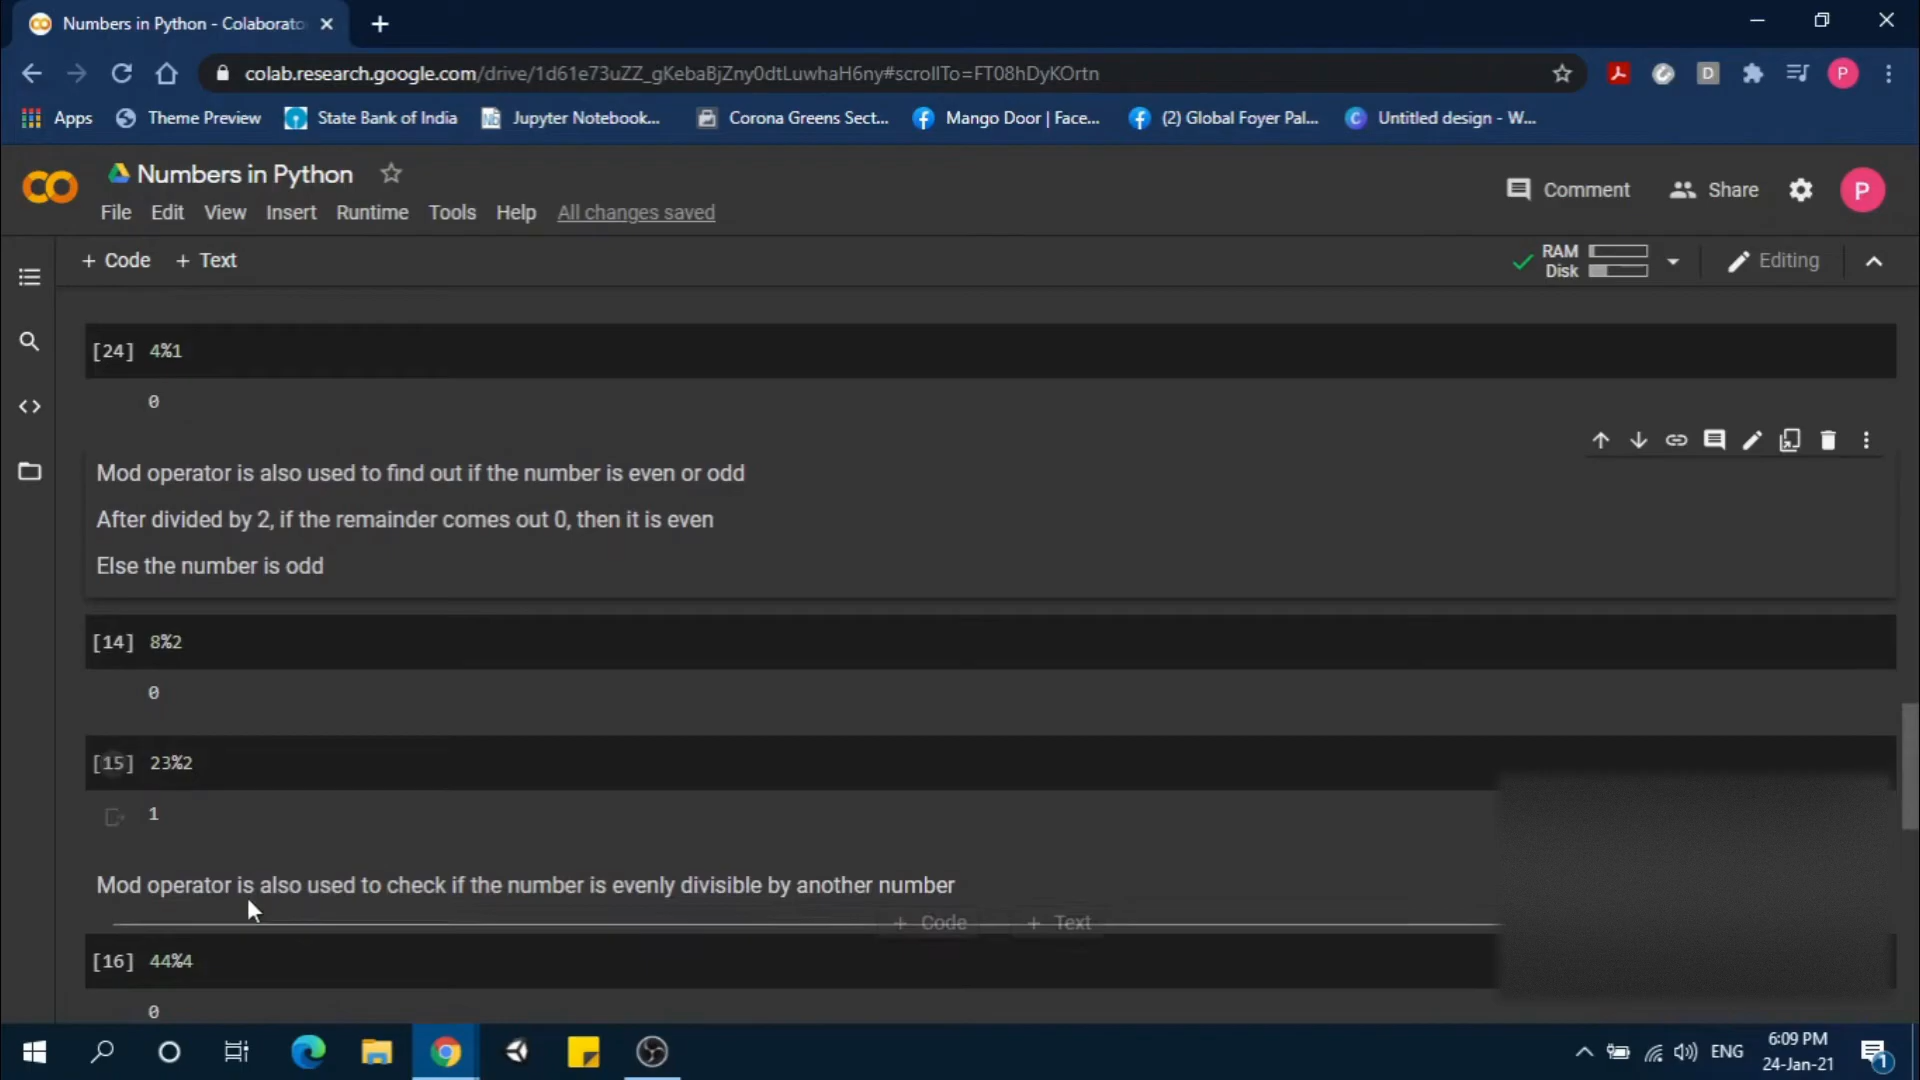 Numbers in Python - Colaborato
colab.research.google.com/drive/1d61e73uZZ_gKebaBjZny0dtLuwhaH6ny#scrollTo=FT08hDyKOrtn
D
P
Apps
Theme Preview
State Bank of India
Jupyter Notebook...
Corona Greens Sect...
Mango Door | Face...
(2) Global Foyer Pal...
Untitled design - W...
Numbers in Python
Comment
Share
P
File Edit View Insert Runtime Tools Help All changes saved
+ Code + Text
RAM
Disk
Editing
[24] 4%1
0
Mod operator is also used to find out if the number is even or odd
After divided by 2, if the remainder comes out 0, then it is even
Else the number is odd
[14] 8%2
0
[15] 23%2
1
Mod operator is also used to check if the number is evenly divisible by another number
+ Code + Text
[16] 44%4
0
ENG
6:09 PM
24-Jan-21
1